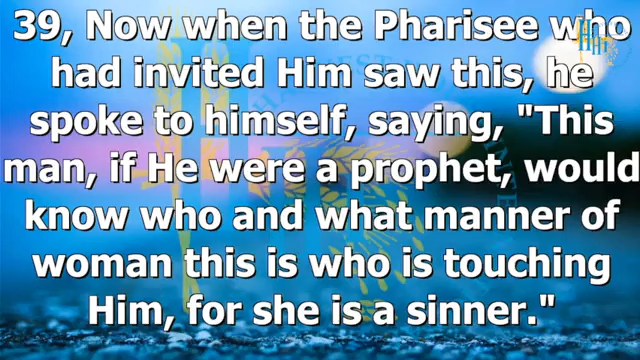 39, Now when the Pharisee who
had invited Him saw this, he
spoke to himself, saying, "This
man, if He were a prophet, would
know who and what manner of
woman this is who is touching
Him, for she is a sinner."